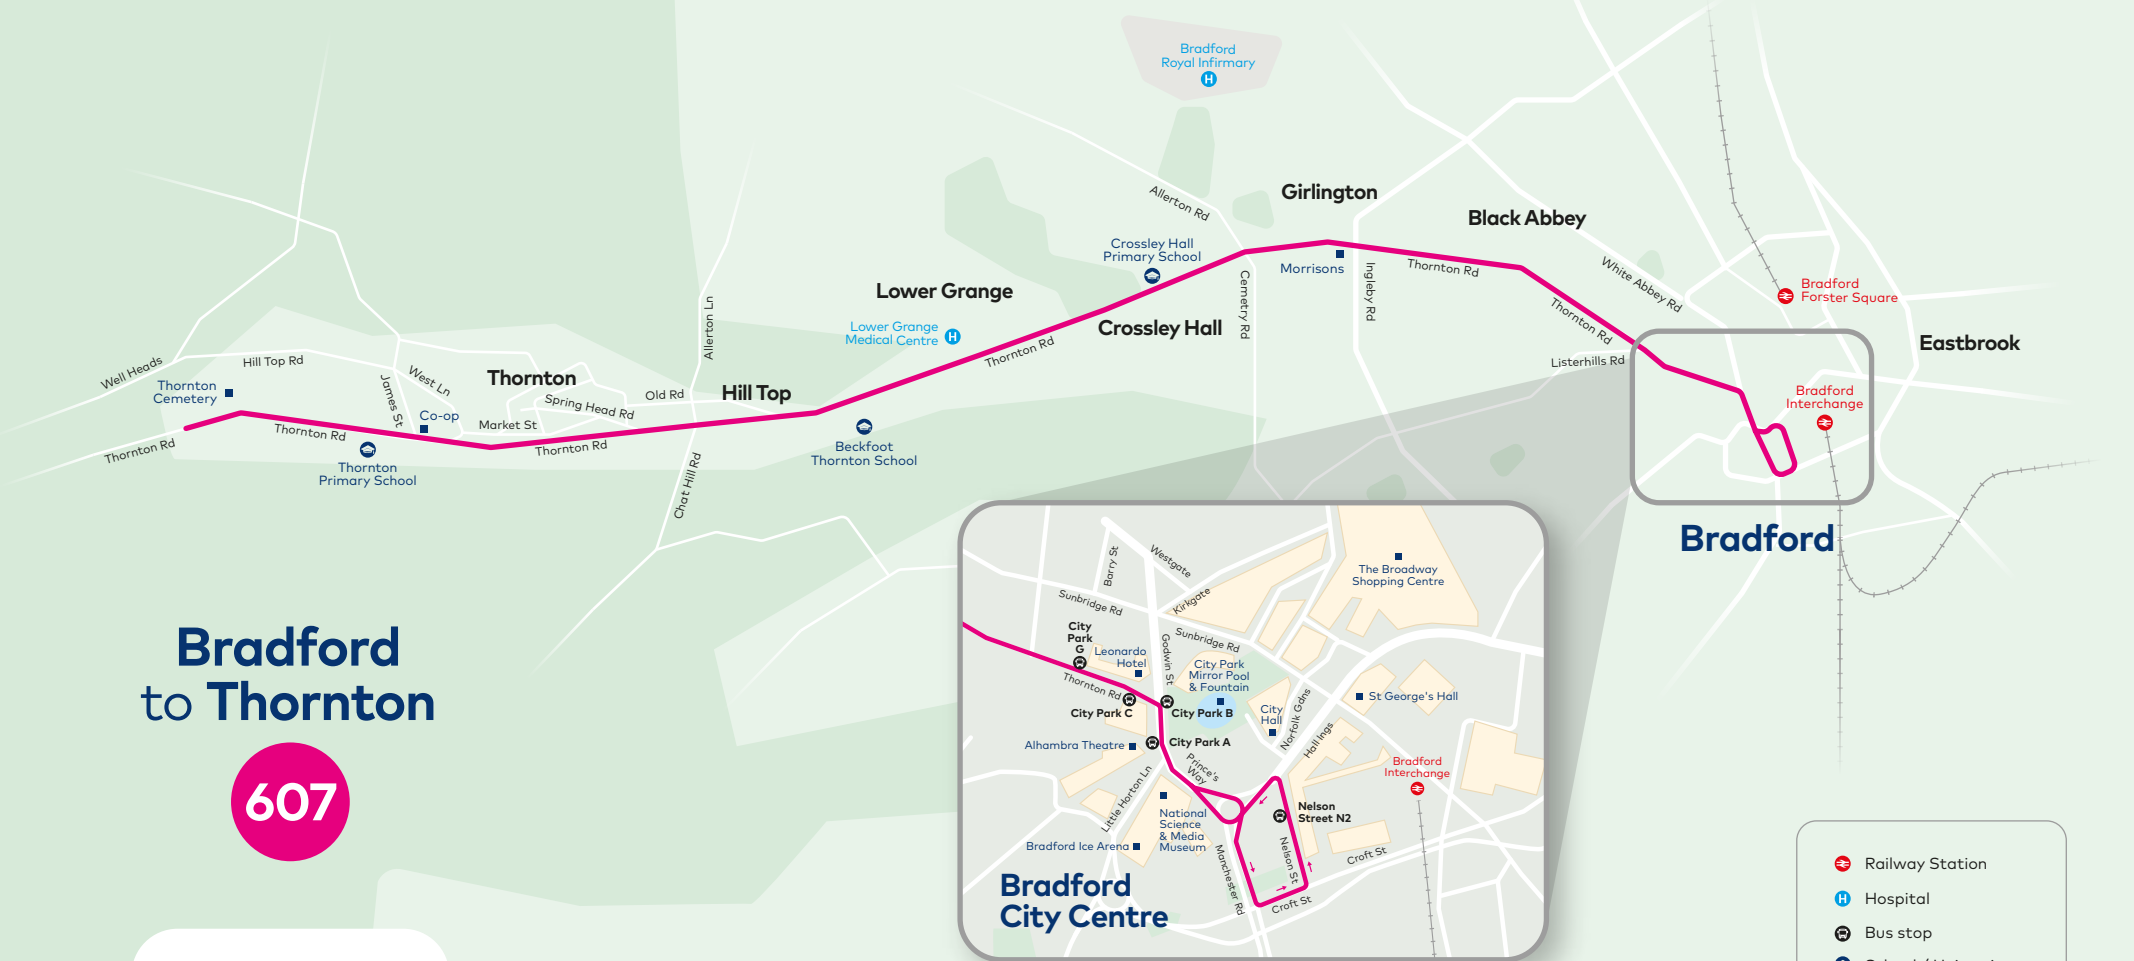 Bradford
Royal Infirmary
H
Girlington
Black Abbey
Allerton Rd
Crossley Hall
Primary School
Morrisons
Thornton Rd
White Abbey Rd
Bradford
Forster Square
Lower Grange
Lower Grange
Medical Centre
H
Crossley Hall
Cemetry Rd
Ingleby Rd
Thornton Rd
Listerhills Rd
Eastbrook
Thornton Rd
Allerton Ln
Well Heads
Hill Top Rd
Thornton
Cemetery
West Ln
James St
Thornton
Spring Head Rd
Old Rd
Hill Top
Co-op
Market St
Thornton Rd
Thornton Rd
Thornton Rd
Thornton
Primary School
Beckfoot
Thornton School
Chat Hill Rd
Bradford
Interchange
Bradford
Barry St
Westgate
The Broadway
Shopping Centre
Sunbridge Rd
Kirkgate
City
Park
G
Leonardo
Hotel
Godwin St
Sunbridge Rd
City Park
Mirror Pool
& Fountain
Thornton Rd
City Park C
City Park B
City
Hall
Norfolk Gdns
St George's Hall
Alhambra Theatre
City Park A
Hall Ings
Prince's
Way
Bradford
Interchange
Little Horton Ln
National
Science
& Media
Museum
Nelson
Street N2
Bradford Ice Arena
Manchester Rd
Nelson St
Croft St
Croft St
Bradford
City Centre
Bradford
to Thornton
607
Railway Station
H Hospital
Bus stop